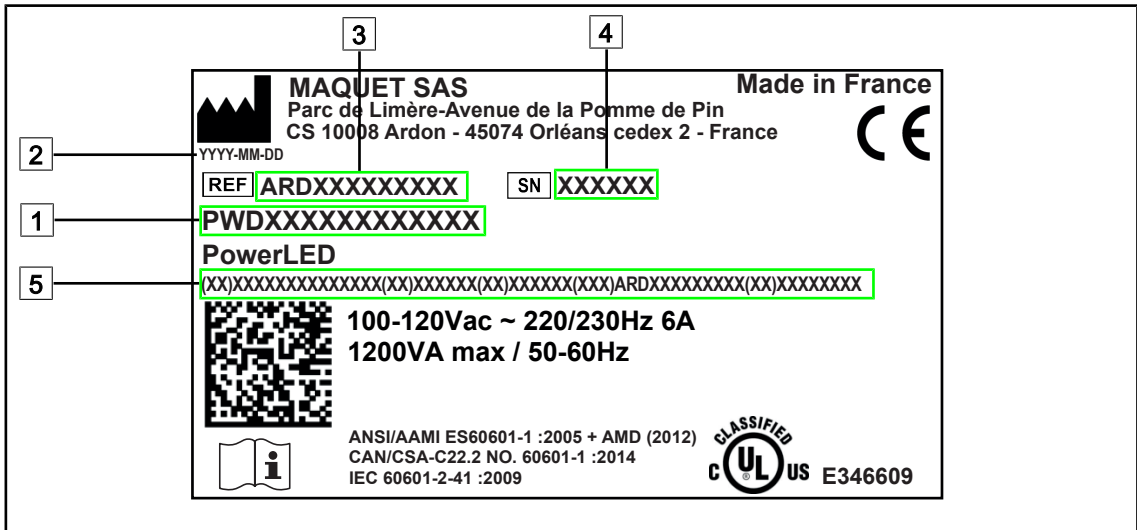 3
4
MAQUET SAS
Made in France
Parc de Limère-Avenue de la Pomme de Pin
CS 10008 Ardon - 45074 Orléans cedex 2 - France
CE
2
YYYY-MM-DD
REF ARDXXXXXXXXX
SN XXXXXX
1
PWDXXXXXXXXXXXX
PowerLED
5
(XX)XXXXXXXXXXXXXX(XX)XXXXXX(XX)XXXXXX(XXX)ARDXXXXXXXXX(XX)XXXXXXXX
100-120Vac ~ 220/230Hz 6A
1200VA max / 50-60Hz
ANSI/AAMI ES60601-1 :2005 + AMD (2012)
CAN/CSA-C22.2 NO. 60601-1 :2014
IEC 60601-2-41 :2009
i
CLASSIFIED
C UL ® US
E346609